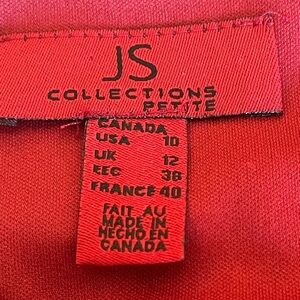 JS
COLLECTIONS
PETITE
CANADA
USA 10
UK 12
EEC 38
FRANCE 40
FAIT AU
MADE IN
HECHO EN
CANADA